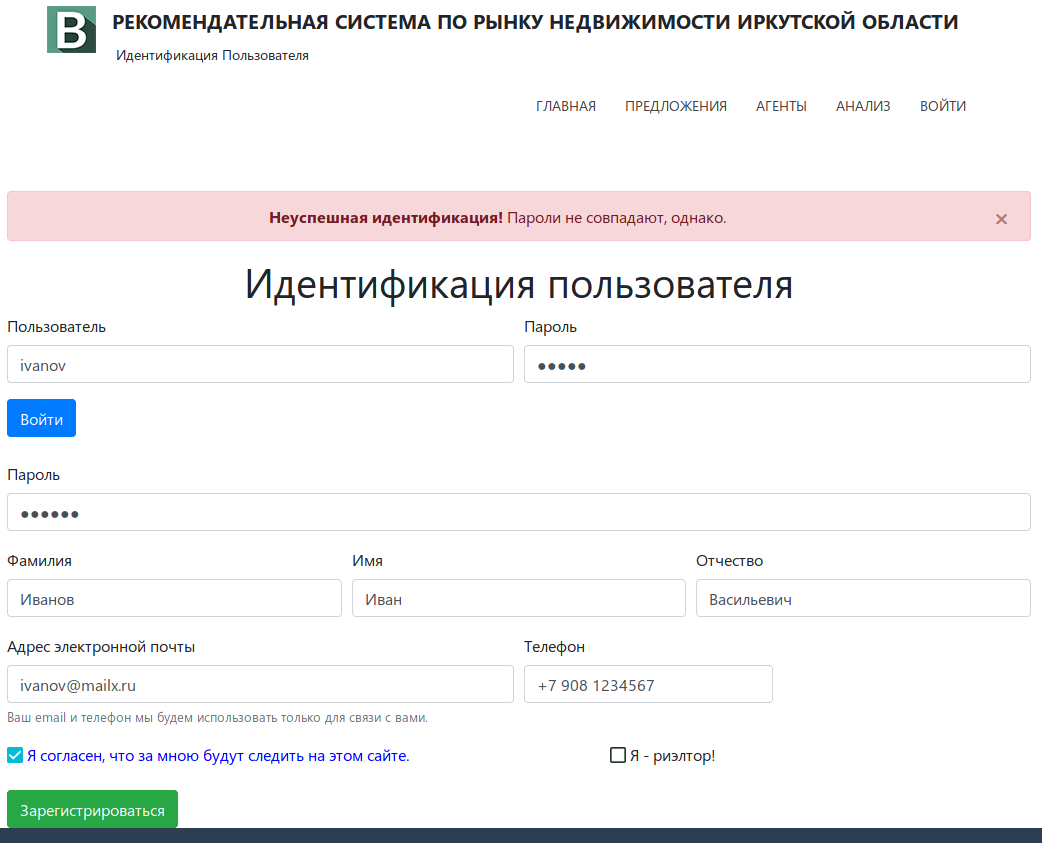 В
РЕКОМЕНДАТЕЛЬНАЯ СИСТЕМА ПО РЫНКУ НЕДВИЖИМОСТИ ИРКУТСКОЙ ОБЛАСТИ
Идентификация Пользователя
ГЛАВНАЯ ПРЕДЛОЖЕНИЯ АГЕНТЫ АНАЛИЗ ВОЙТИ
Неуспешная идентификация! Пароли не совпадают, однако. ×
Идентификация пользователя
Пользователь Пароль
ivanov ●●●●●
Войти
Пароль
●●●●●●
Фамилия Имя Отчество
Иванов Иван Васильевич
Адрес электронной почты Телефон
ivanov@mailx.ru +7 908 1234567
Ваш email и телефон мы будем использовать только для связи с вами.
Я согласен, что за мною будут следить на этом сайте. Я - риэлтор!
Зарегистрироваться